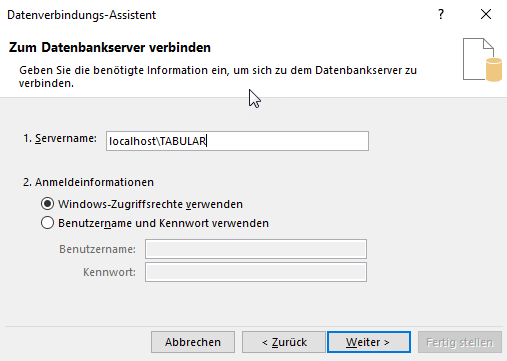 Datenverbindungs-Assistent
?
Zum Datenbankserver verbinden
Geben Sie die benötigte Information ein, um sich zu dem Datenbankserver zu
verbinden.
1. Servername: localhost\TABULAR
2. Anmeldeinformationen
Windows-Zugriffsrechte verwenden
Benutzername und Kennwort verwenden
Benutzername:
Kennwort:
Abbrechen < Zurück Weiter > Fertig stellen